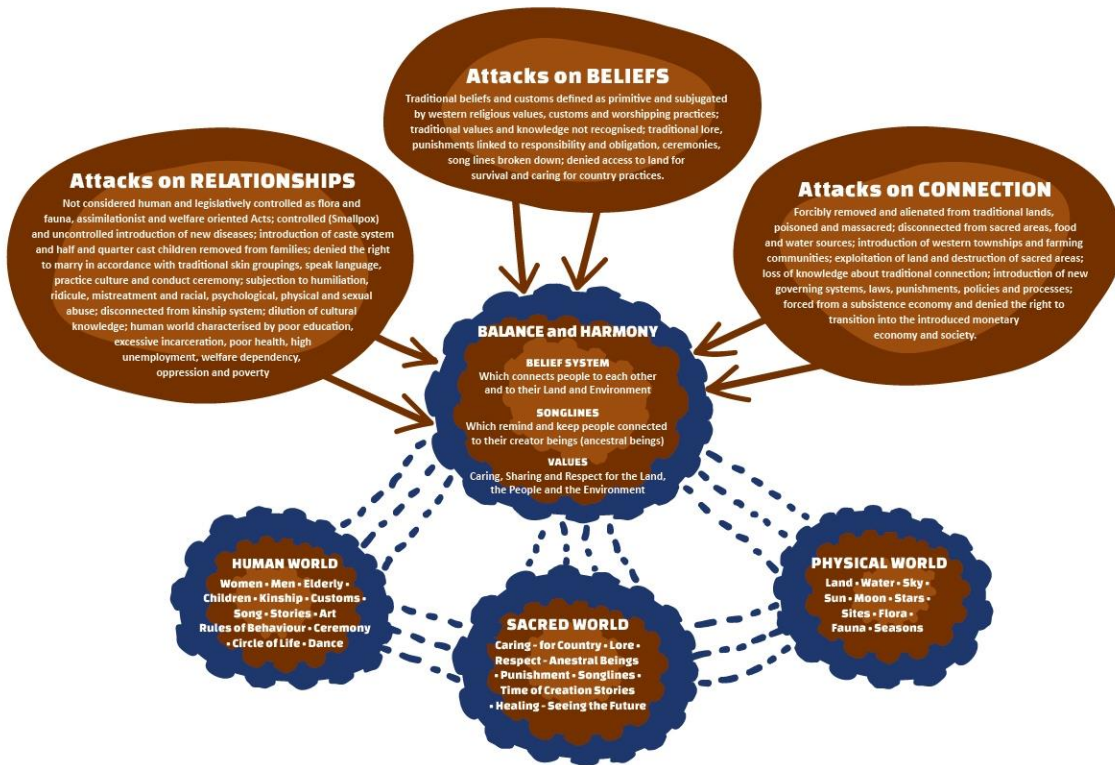 Attacks on BELIEFS
Traditional beliefs and customs defined as primitive and subjugated
by western religious values, customs and worshipping practices;
traditional values and knowledge not recognised; traditional lore,
punishments linked to responsibility and obligation, ceremonies,
song lines broken down; denied access to land for
survival and caring for country practices.
Attacks on RELATIONSHIPS
Not considered human and legislatively controlled as flora and
fauna, assimilationist and welfare oriented Acts; controlled (Smallpox)
and uncontrolled introduction of new diseases; introduction of caste system
and half and quarter cast children removed from families; denied the right
to marry in accordance with traditional skin groupings, speak language,
practice culture and conduct ceremony; subjection to humiliation,
ridicule, mistreatment and racial, psychological, physical and sexual
abuse; disconnected from kinship system; dilution of cultural
knowledge; human world characterised by poor education,
excessive incarceration, poor health, high
unemployment, welfare dependency,
oppression and poverty
Attacks on CONNECTION
Forcibly removed and alienated from traditional lands,
poisoned and massacred; disconnected from sacred areas, food
and water sources; introduction of western townships and farming
communities; exploitation of land and destruction of sacred areas;
loss of knowledge about traditional connection; introduction of new
governing systems, laws, punishments, policies and processes;
forced from a subsistence economy and denied the right to
transition into the introduced monetary
economy and society.
BALANCE and HARMONY
BELIEF SYSTEM
Which connects people to each other
and to their Land and Environment
SONGLINES
Which remind and keep people connected
to their creator beings (ancestral beings)
VALUES
Caring, Sharing and Respect for the Land,
the People and the Environment
HUMAN WORLD
Women • Men • Elderly •
Children • Kinship • Customs •
Song • Stories • Art
Rules of Behaviour • Ceremony
• Circle of Life • Dance
SACRED WORLD
Caring - for Country • Lore •
Respect - Anestral Beings
• Punishment • Songlines •
Time of Creation Stories
• Healing - Seeing the Future
PHYSICAL WORLD
Land • Water • Sky •
Sun • Moon • Stars •
Sites • Flora •
Fauna • Seasons